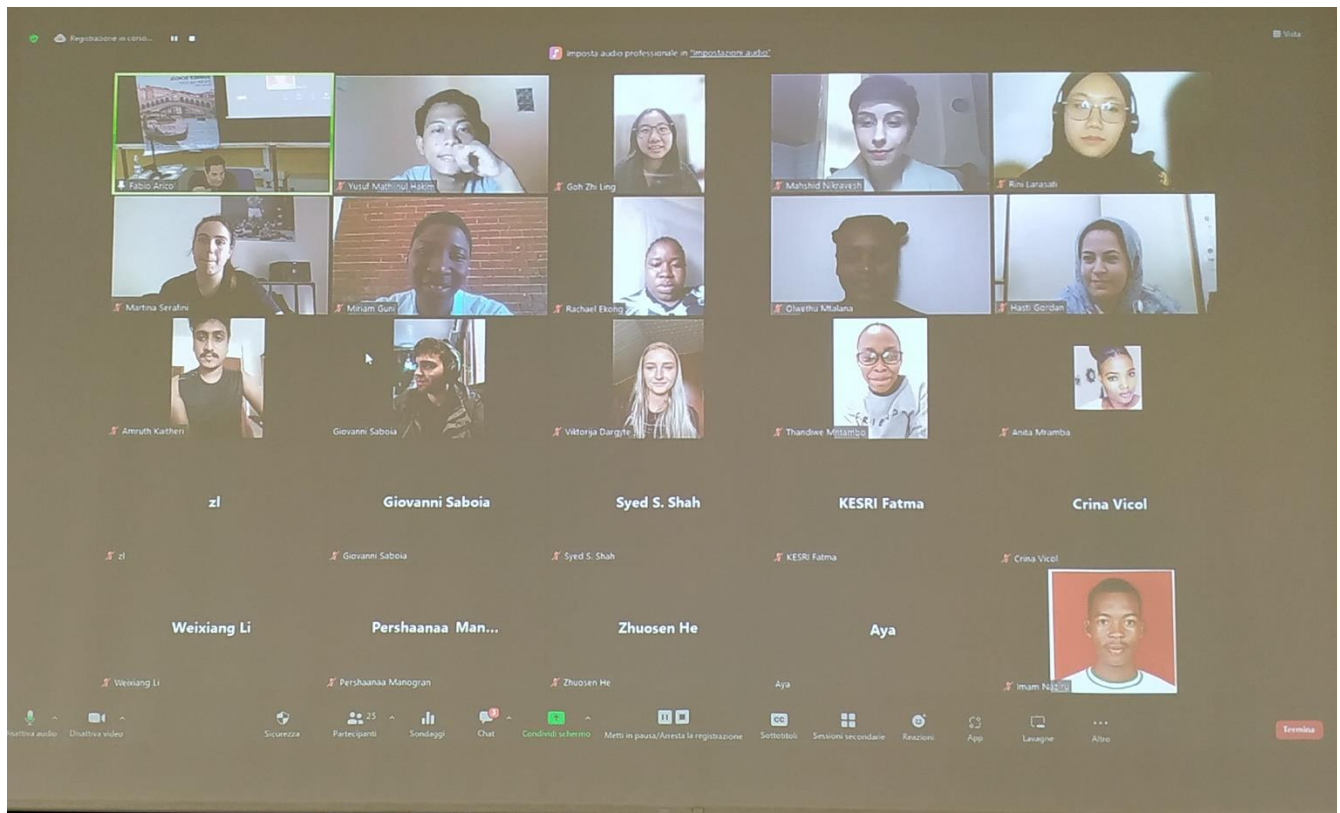 Registrazione in corso...
Vista
Imposta audio professionale in "Impostazioni audio"
Fabio Arico
Yusuf Mathi'nul Hakim
Goh Zhi Ling
Mahshid Nikravesh
Rini Larasati
Martina Serafini
Miriam Guni
Rachael Ekong
Olwethu Mtalana
Hasti Gordan
Amruth Kaitheri
Giovanni Saboia
Viktorija Dargyte
Thandiwe Mntambo
Anita Mramba
zl
Giovanni Saboia
Syed S. Shah
KESRI Fatma
Crina Vicol
zl
Giovanni Saboia
Syed S. Shah
KESRI Fatma
Crina Vicol
Weixiang Li
Pershaanaa Man...
Zhuosen He
Aya
Weixiang Li
Pershaanaa Manogran
Zhuosen He
Aya
Imam
25
3
CC
Disattiva video
Sicurezza
Partecipanti
Sondaggi
Chat
Condividi schermo
Metti in pausa/Arresta la registrazione
Sottotitoli
Sessioni secondarie
Reazioni
App
Lavagne
Altro
Termina